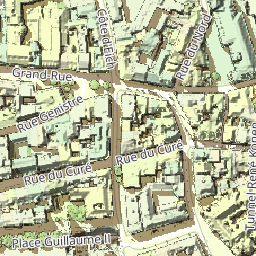 Côte d'Eich
Rue du Nord
Grand-Rue
Rue Genistre
Rue du Curé
Rue du Curé
Place Guillaume II